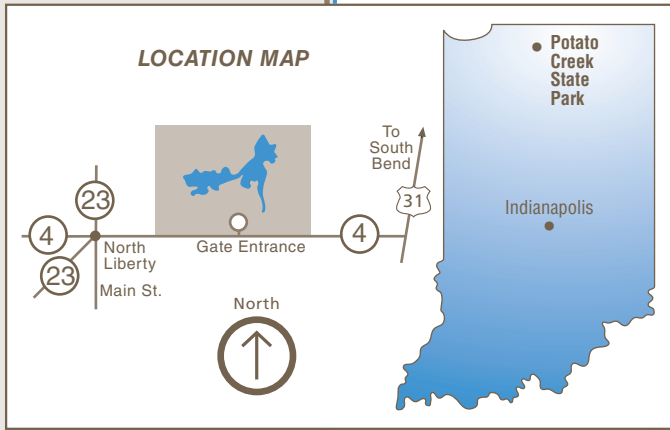 LOCATION MAP
23
4
23
North
Liberty
Main St.
Gate Entrance
4
To
South
Bend
31
North
Potato
Creek
State
Park
Indianapolis